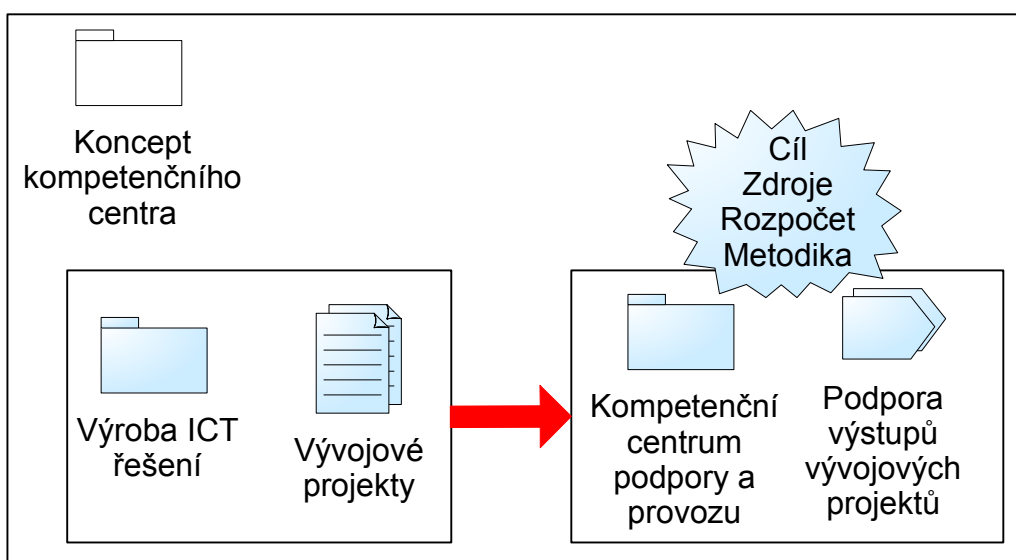 Koncept
kompetenčního
centra
Cíl
Zdroje
Rozpočet
Metodika
Výroba ICT
řešení
Vývojové
projekty
Kompetenční
centrum
podpory a
provozu
Podpora
výstupů
vývojových
projektů